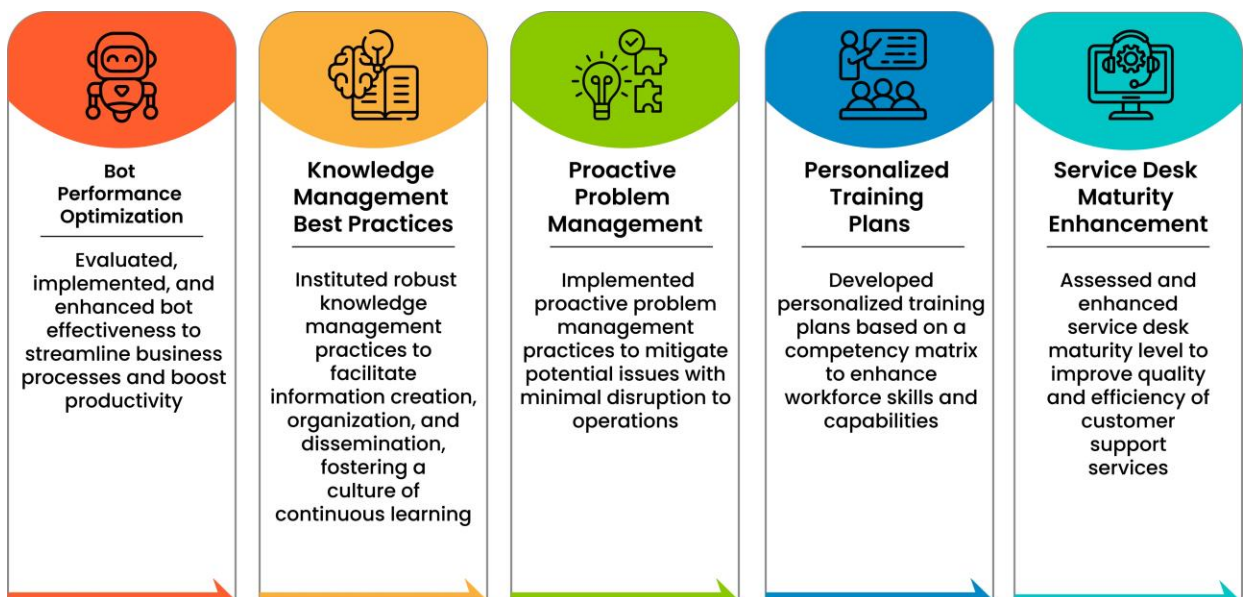 Bot
Performance
Optimization
Evaluated,
implemented, and
enhanced bot
effectiveness to
streamline business
processes and boost
productivity
Knowledge
Management
Best Practices
Instituted robust
knowledge
management
practices to
facilitate
information creation,
organization, and
dissemination,
fostering a
culture of
continuous learning
Proactive
Problem
Management
Implemented
proactive problem
management
practices to mitigate
potential issues with
minimal disruption to
operations
Personalized
Training
Plans
Developed
personalized training
plans based on a
competency matrix
to enhance
workforce skills and
capabilities
Service Desk
Maturity
Enhancement
Assessed and
enhanced
service desk
maturity level to
improve quality
and efficiency of
customer
support
services